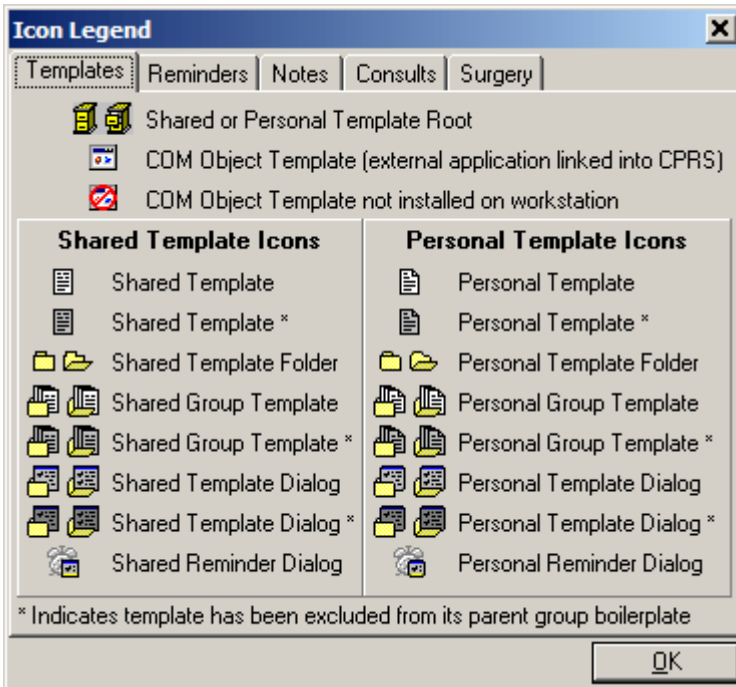 Icon Legend
Templates Reminders Notes Consults Surgery
Shared or Personal Template Root
COM Object Template (external application linked into CPRS)
COM Object Template not installed on workstation
Shared Template Icons
Shared Template
Shared Template *
Shared Template Folder
Shared Group Template
Shared Group Template *
Shared Template Dialog
Shared Template Dialog *
Shared Reminder Dialog
Personal Template Icons
Personal Template
Personal Template *
Personal Template Folder
Personal Group Template
Personal Group Template *
Personal Template Dialog
Personal Template Dialog *
Personal Reminder Dialog
* Indicates template has been excluded from its parent group boilerplate
OK